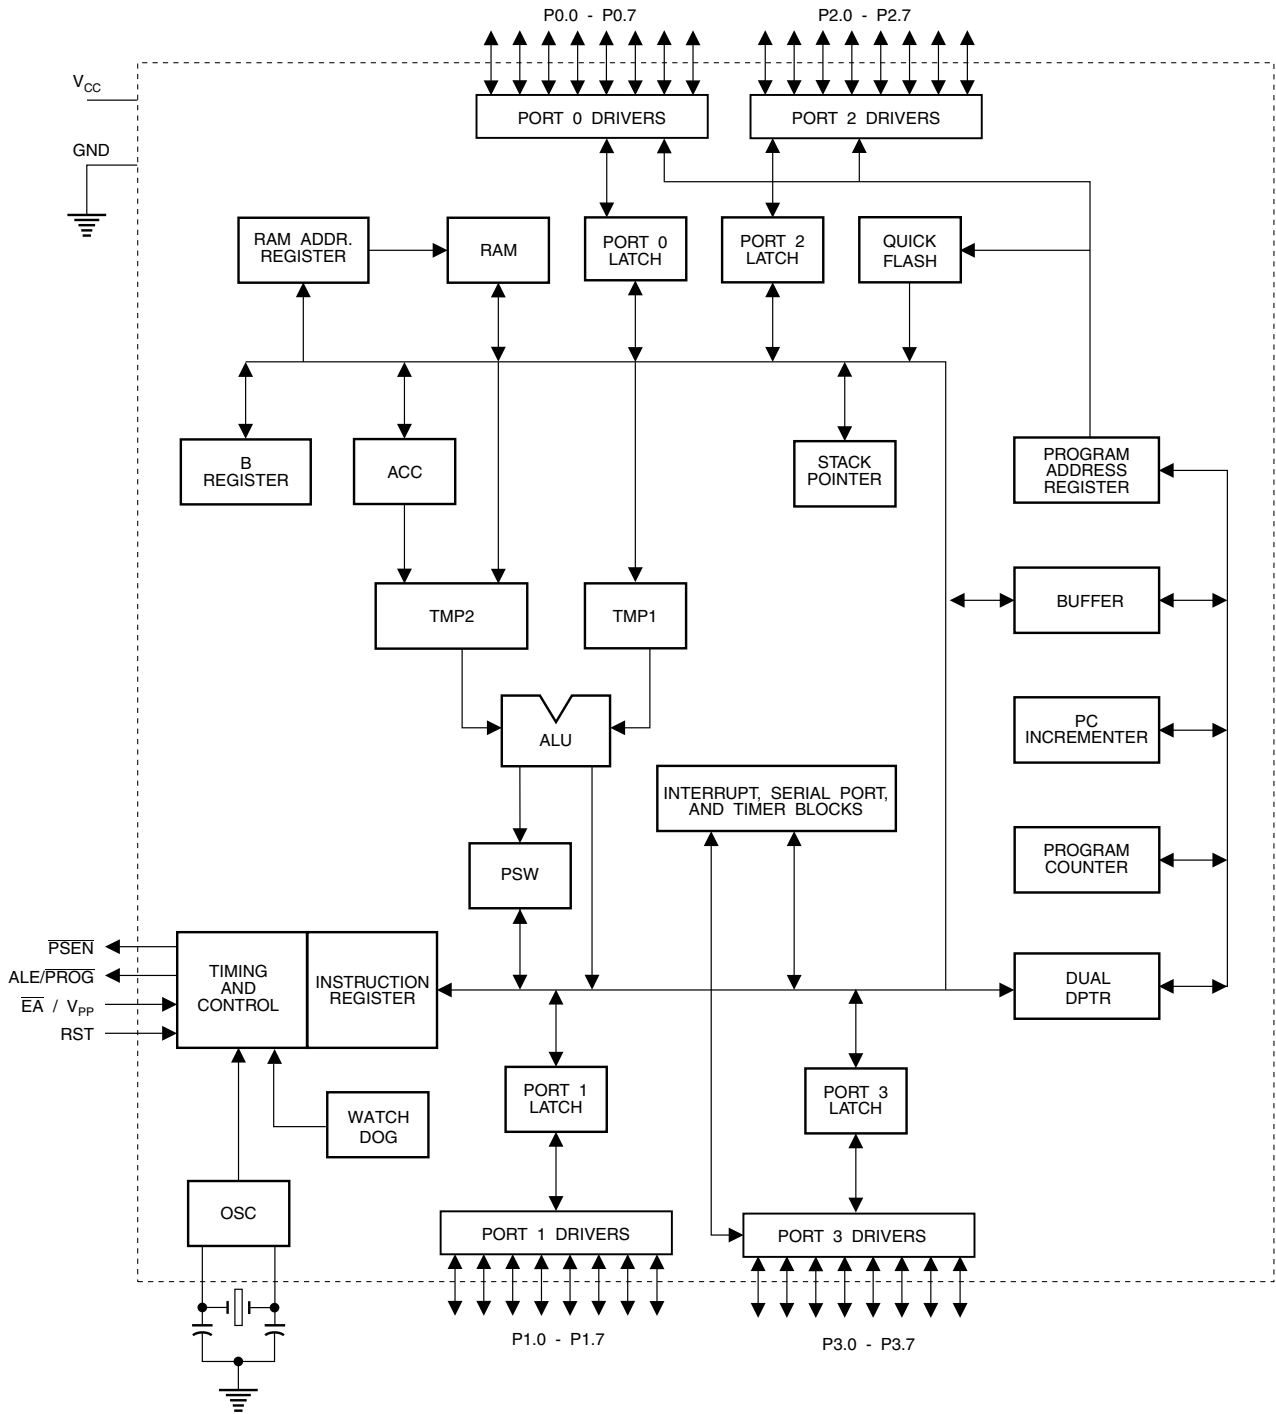 P0.0 - P0.7
P2.0 - P2.7
VCC
PORT 0 DRIVERS
PORT 2 DRIVERS
GND
RAM ADDR.
REGISTER
RAM
PORT 0
LATCH
PORT 2
LATCH
QUICK
FLASH
B
REGISTER
ACC
STACK
POINTER
PROGRAM
ADDRESS
REGISTER
TMP2
TMP1
BUFFER
ALU
PC
INCREMENTER
INTERRUPT, SERIAL PORT,
AND TIMER BLOCKS
PROGRAM
COUNTER
PSW
PSEN
ALE/PROG
EA / VPP
RST
TIMING
AND
CONTROL
INSTRUCTION
REGISTER
DUAL
DPTR
PORT 1
LATCH
PORT 3
LATCH
WATCH
DOG
OSC
PORT 1 DRIVERS
PORT 3 DRIVERS
P1.0 - P1.7
P3.0 - P3.7